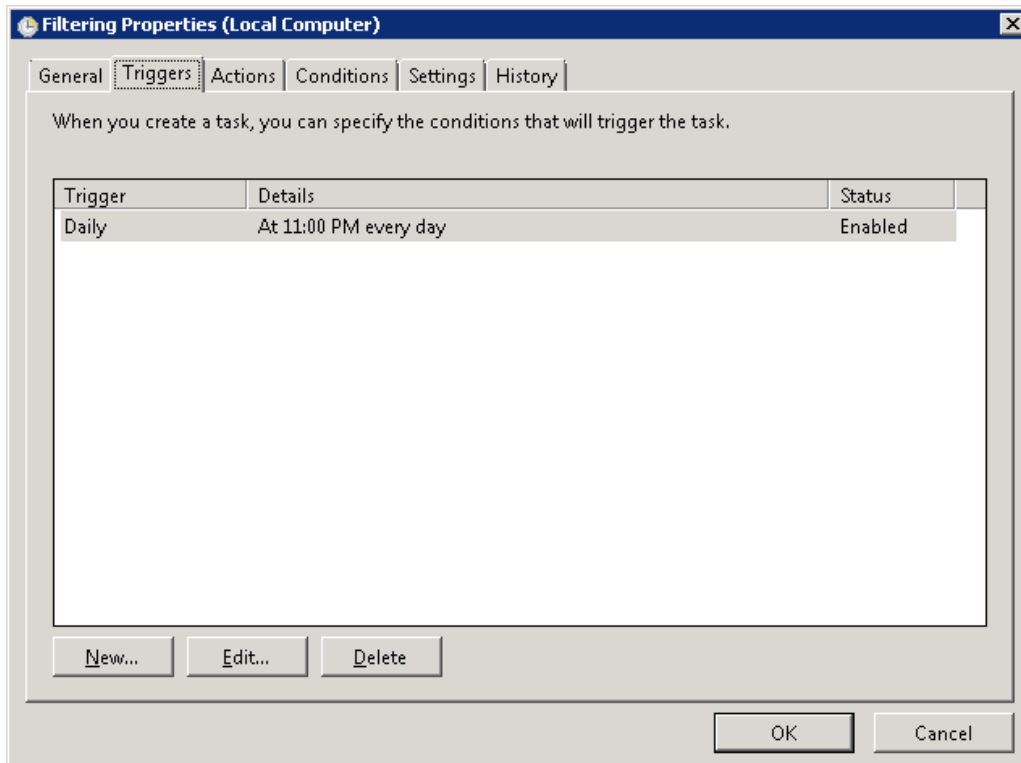 Filtering Properties (Local Computer)
General Triggers Actions Conditions Settings History
When you create a task, you can specify the conditions that will trigger the task.
Trigger Details Status
Daily At 11:00 PM every day Enabled
New... Edit... Delete
OK Cancel